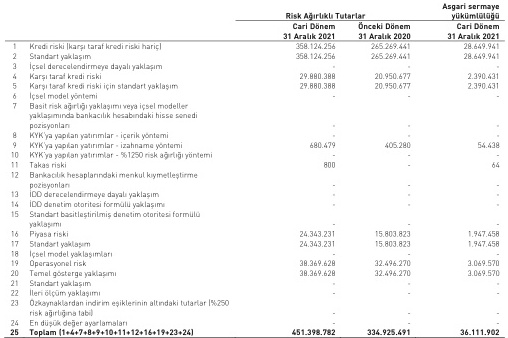 Asgari sermaye
Risk Ağırlıklı Tutarlar yükümlülüğü
Cari Dönem Önceki Dönem Cari Dönem
31 Aralık 2021 31 Aralık 2020 31 Aralık 2021
1 Kredi riski (karşı taraf kredi riski hariç) 358.124.256 265.269.441 28.649.941
2 Standart yaklaşım 358.124.256 265.269.441 28.649.941
3 İçsel derecelendirmeye dayalı yaklaşım - - -
4 Karşı taraf kredi riski 29.880.388 20.950.677 2.390.431
5 Karşı taraf kredi riski için standart yaklaşım 29.880.388 20.950.677 2.390.431
6 İçsel model yöntemi - - -
7 Basit risk ağırlığı yaklaşımı veya içsel modeller
yaklaşımında bankacılık hesabındaki hisse senedi
pozisyonları - - -
8 KYK'ya yapılan yatırımlar - içerik yöntemi - - -
9 KYK'ya yapılan yatırımlar - izahname yöntemi 680.479 405.280 54.438
10 KYK'ya yapılan yatırımlar - %1250 risk ağırlığı yöntemi - - -
11 Takas riski 800 - 64
12 Bankacılık hesaplarındaki menkul kıymetleştirme
pozisyonları - - -
13 İDD derecelendirmeye dayalı yaklaşım - - -
14 İDD denetim otoritesi formülü yaklaşımı - - -
15 Standart basitleştirilmiş denetim otoritesi formülü
yaklaşımı - - -
16 Piyasa riski 24.343.231 15.803.823 1.947.458
17 Standart yaklaşım 24.343.231 15.803.823 1.947.458
18 İçsel model yaklaşımları - - -
19 Operasyonel risk 38.369.628 32.496.270 3.069.570
20 Temel gösterge yaklaşımı 38.369.628 32.496.270 3.069.570
21 Standart yaklaşım - - -
22 İleri ölçüm yaklaşımı - - -
23 Özkaynaklardan indirim eşiklerinin altındaki tutarlar (%250
risk ağırlığına tabi) - - -
24 En düşük değer ayarlamaları - - -
25 Toplam (1+4+7+8+9+10+11+12+16+19+23+24) 451.398.782 334.925.491 36.111.902